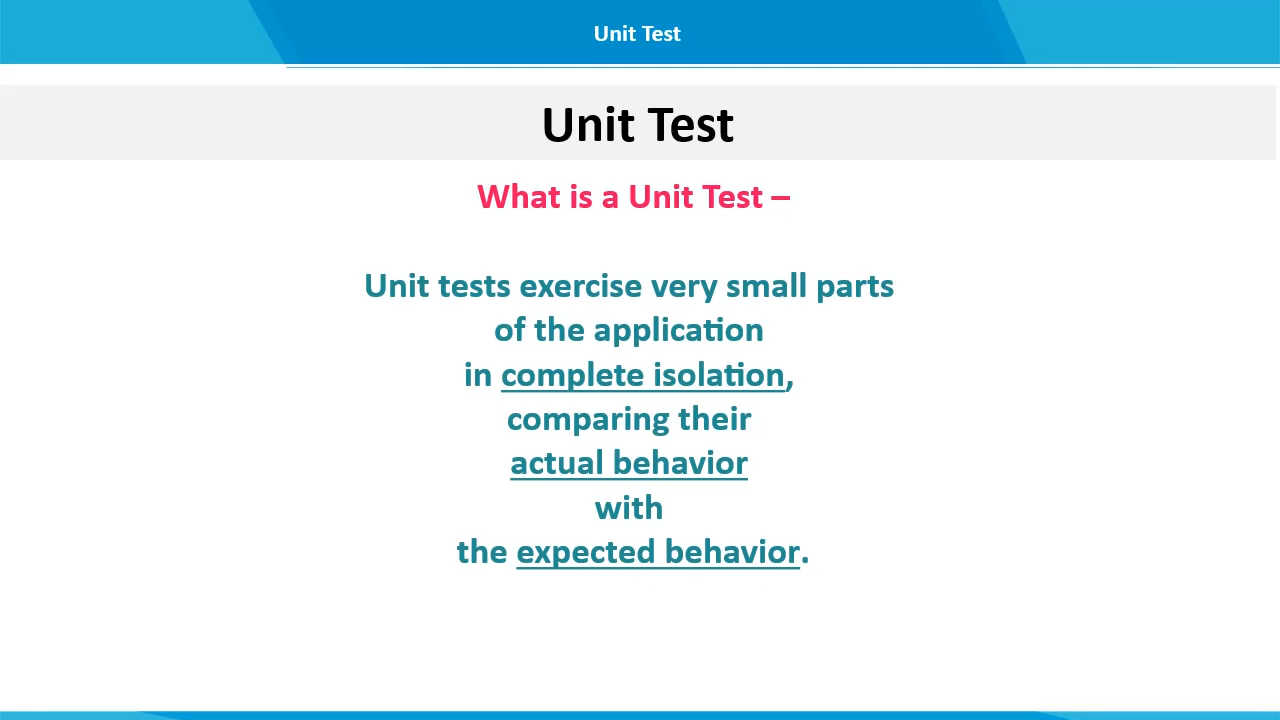 Unit Test
Unit Test
What is a Unit Test –
Unit tests exercise very small parts
of the application
in complete isolation,
comparing their
actual behavior
with
the expected behavior.